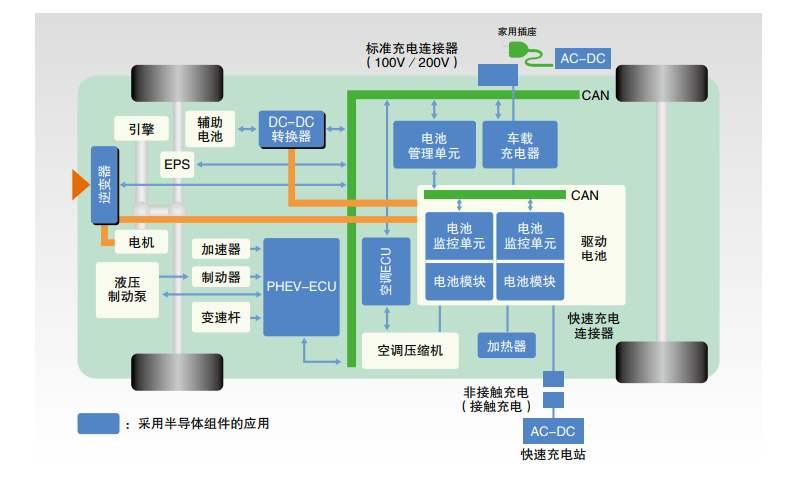 家用插座
标准充电连接器
(100V/200V)
AC-DC
CAN
引擎
辅助
电池
DC-DC
转换器
电池
管理单元
车载
充电器
EPS
逆变器
CAN
电池
监控单元
电池
监控单元
驱动
电池
电机
加速器
空调ECU
液压
制动泵
制动器
PHEV-ECU
电池模块
电池模块
变速杆
快速充电
连接器
空调压缩机
加热器
非接触充电
(接触充电)
:采用半导体组件的应用
AC-DC
快速充电站